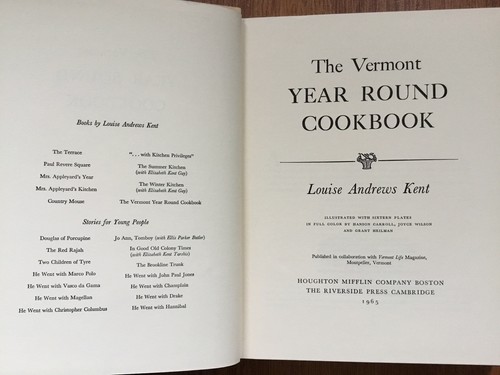 Books by Louise Andrews Kent
The Terrace
Paul Revere Square
Mrs. Appleyard's Year
Mrs. Appleyard's Kitchen
Country Mouse
". . . with Kitchen Privileges"
The Summer Kitchen
(with Elizabeth Kent Gay)
The Winter Kitchen
(with Elizabeth Kent Gay)
The Vermont Year Round Cookbook
Stories for Young People
Douglas of Porcupine
The Red Rajah
Two Children of Tyre
He Went with Marco Polo
He Went with Vasco da Gama
He Went with Magellan
He Went with Christopher Columbus
Jo Ann, Tomboy (with Ellis Parker Butler)
In Good Old Colony Times
(with Elizabeth Kent Tarshis)
The Brookline Trunk
He Went with John Paul Jones
He Went with Champlain
He Went with Drake
He Went with Hannibal
The Vermont
YEAR ROUND
COOKBOOK
Louise Andrews Kent
ILLUSTRATED WITH SIXTEEN PLATES
IN FULL COLOR BY MARION CARROLL, JOYCE WILSON
AND GRANT HEILMAN
Published in collaboration with Vermont Life Magazine,
Montpelier, Vermont
HOUGHTON MIFFLIN COMPANY BOSTON
THE RIVERSIDE PRESS CAMBRIDGE
1965